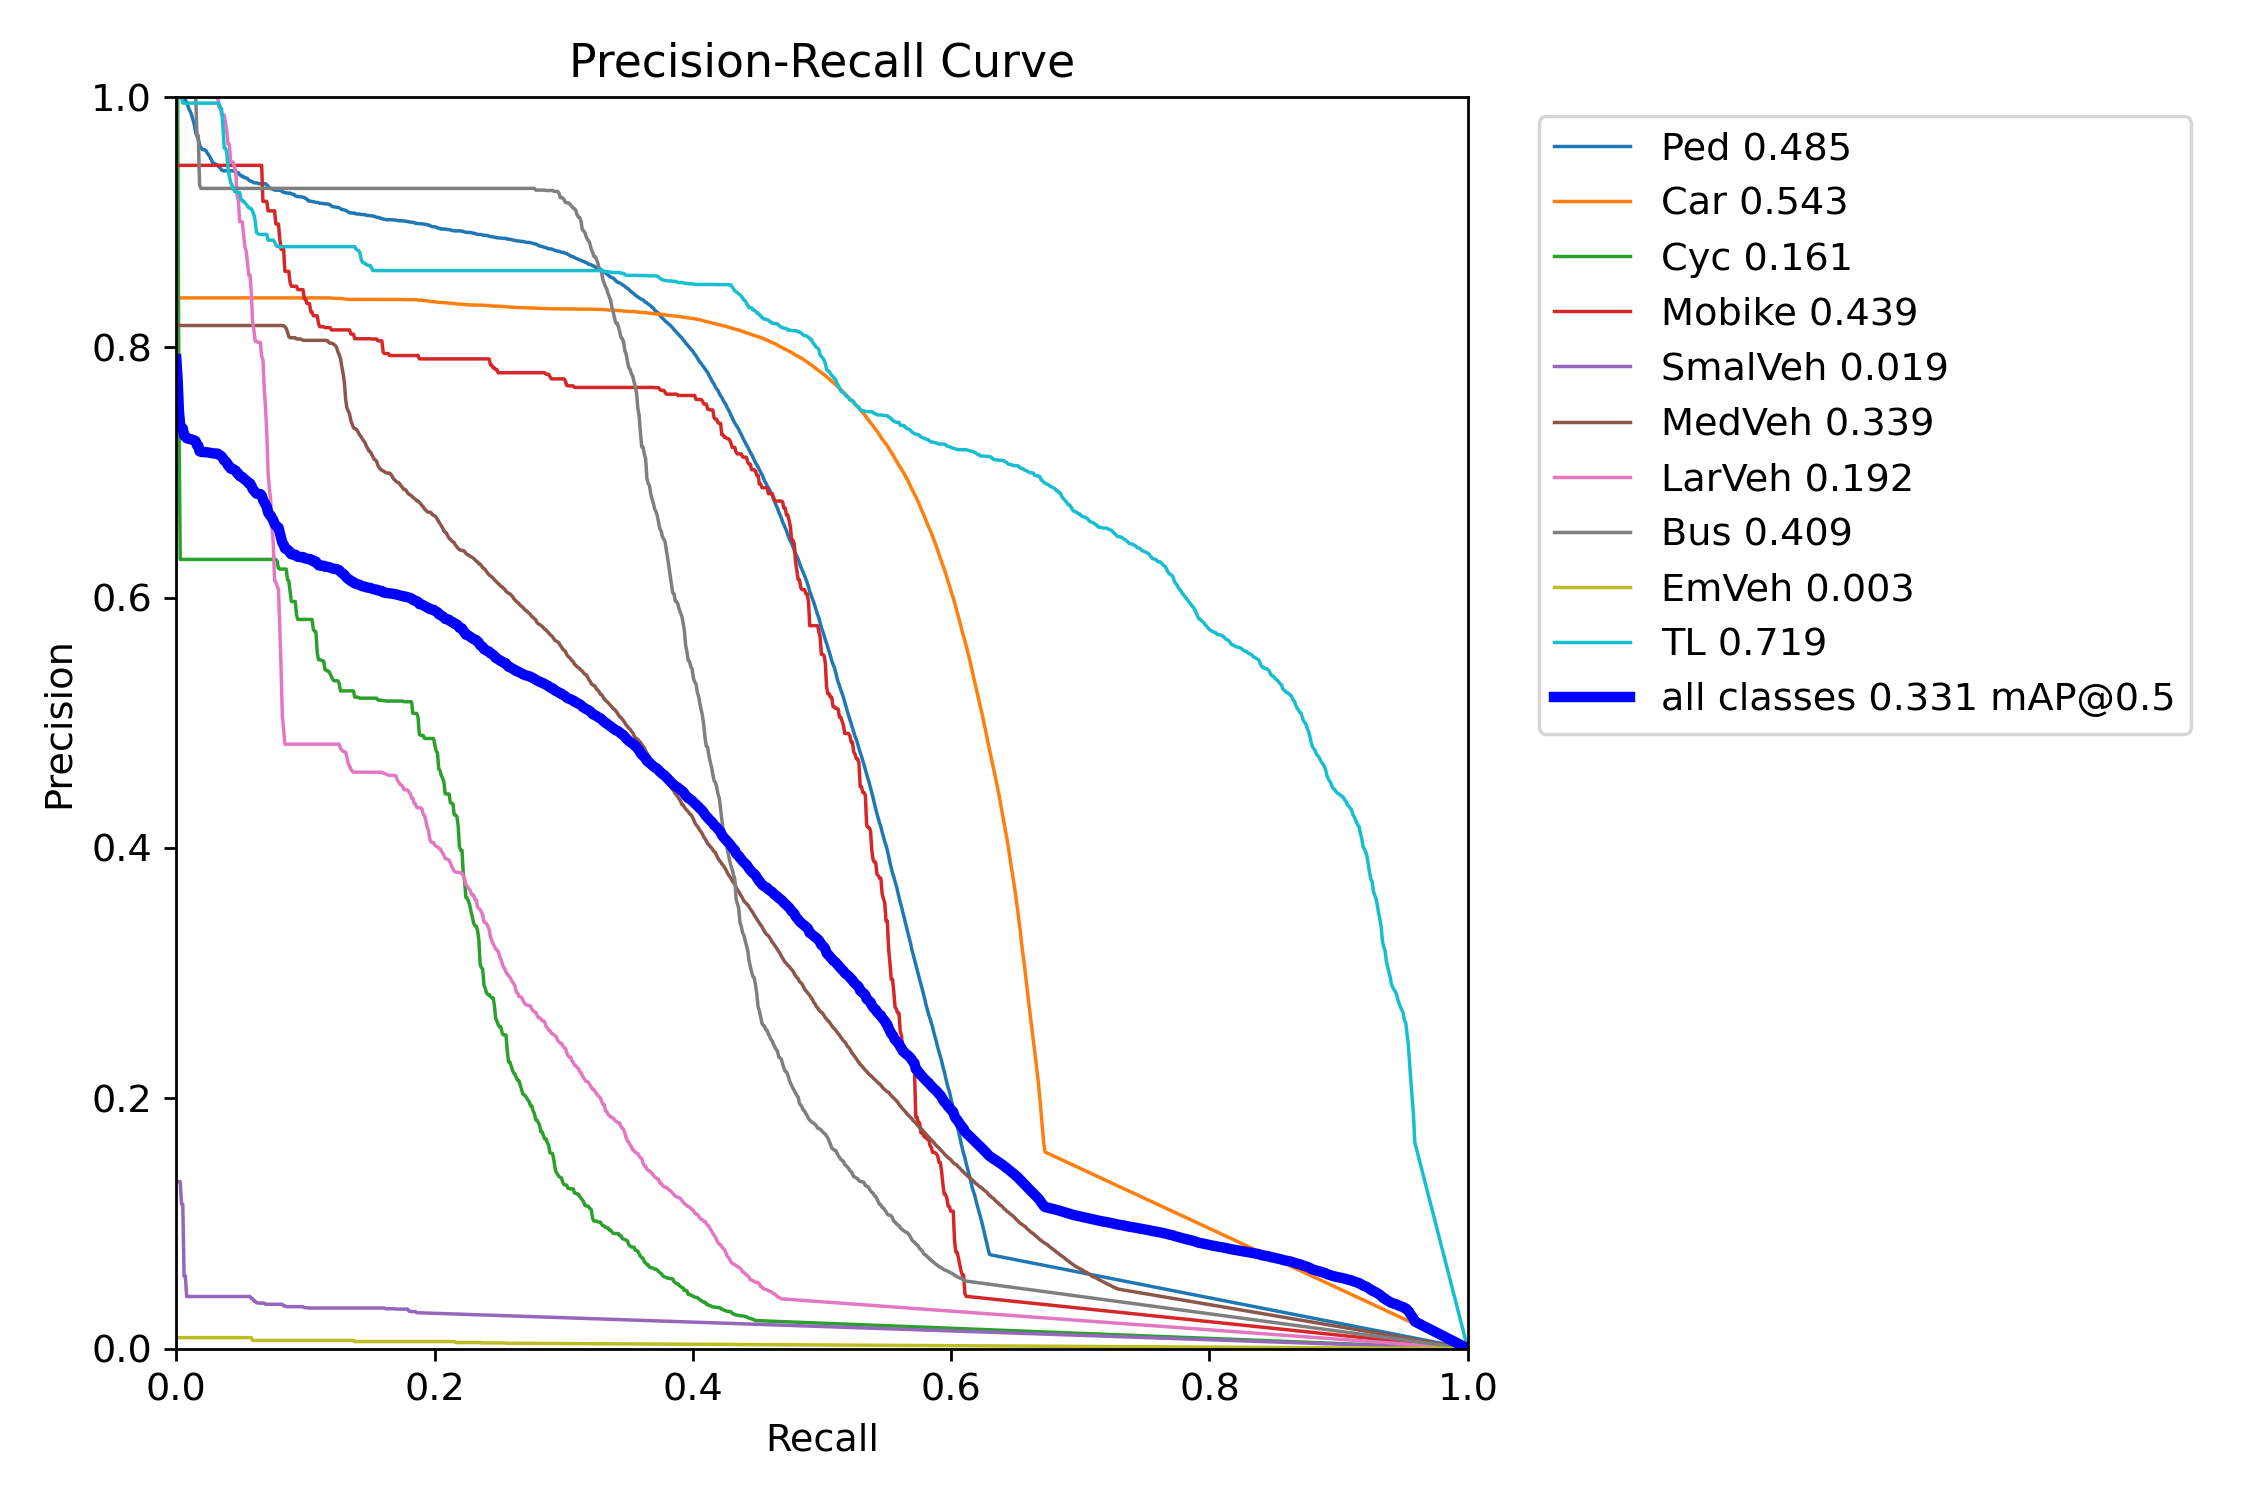 Precision-Recall Curve
1.0
0.8
0.6
0.4
0.2
0.0
Precision
0.0 0.2 0.4 0.6 0.8 1.0
Recall
Ped 0.485
Car 0.543
Cyc 0.161
Mobike 0.439
SmalVeh 0.019
MedVeh 0.339
LarVeh 0.192
Bus 0.409
EmVeh 0.003
TL 0.719
all classes 0.331 mAP@0.5